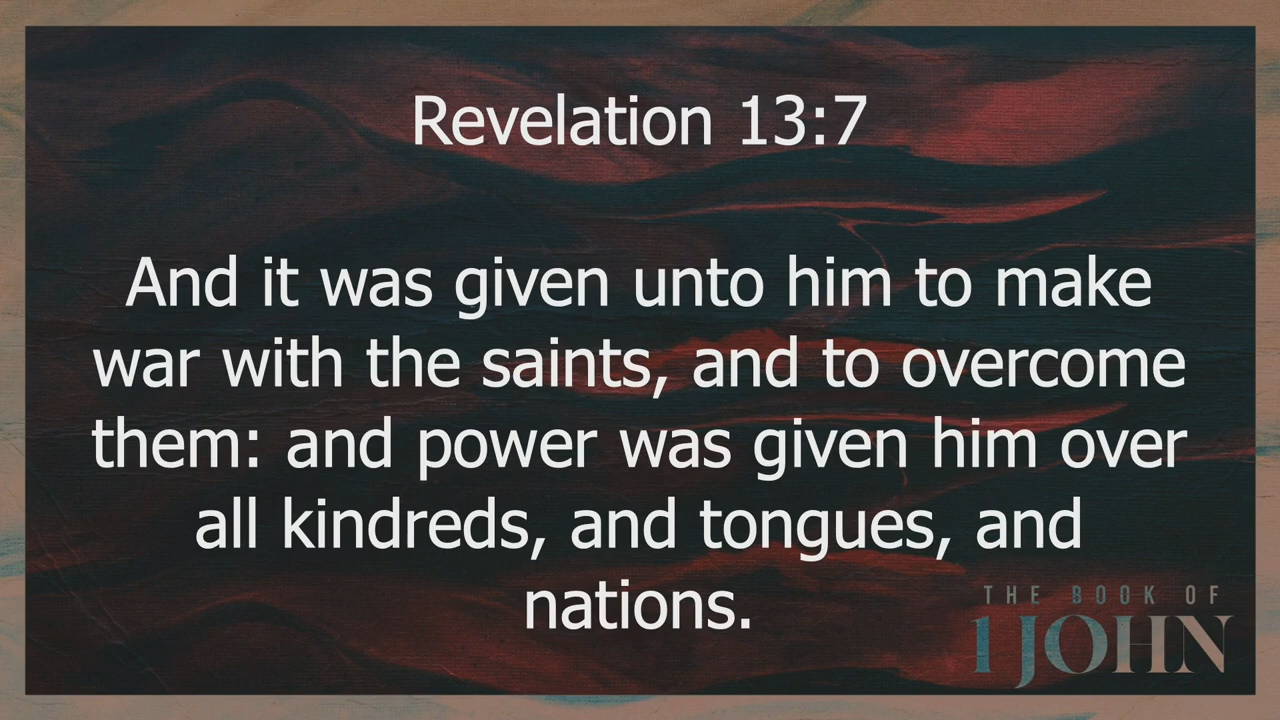 Revelation 13:7
And it was given unto him to make
war with the saints, and to overcome
them: and power was given him over
all kindreds, and tongues, and
nations.
THE BOOK OF
1 JOHN